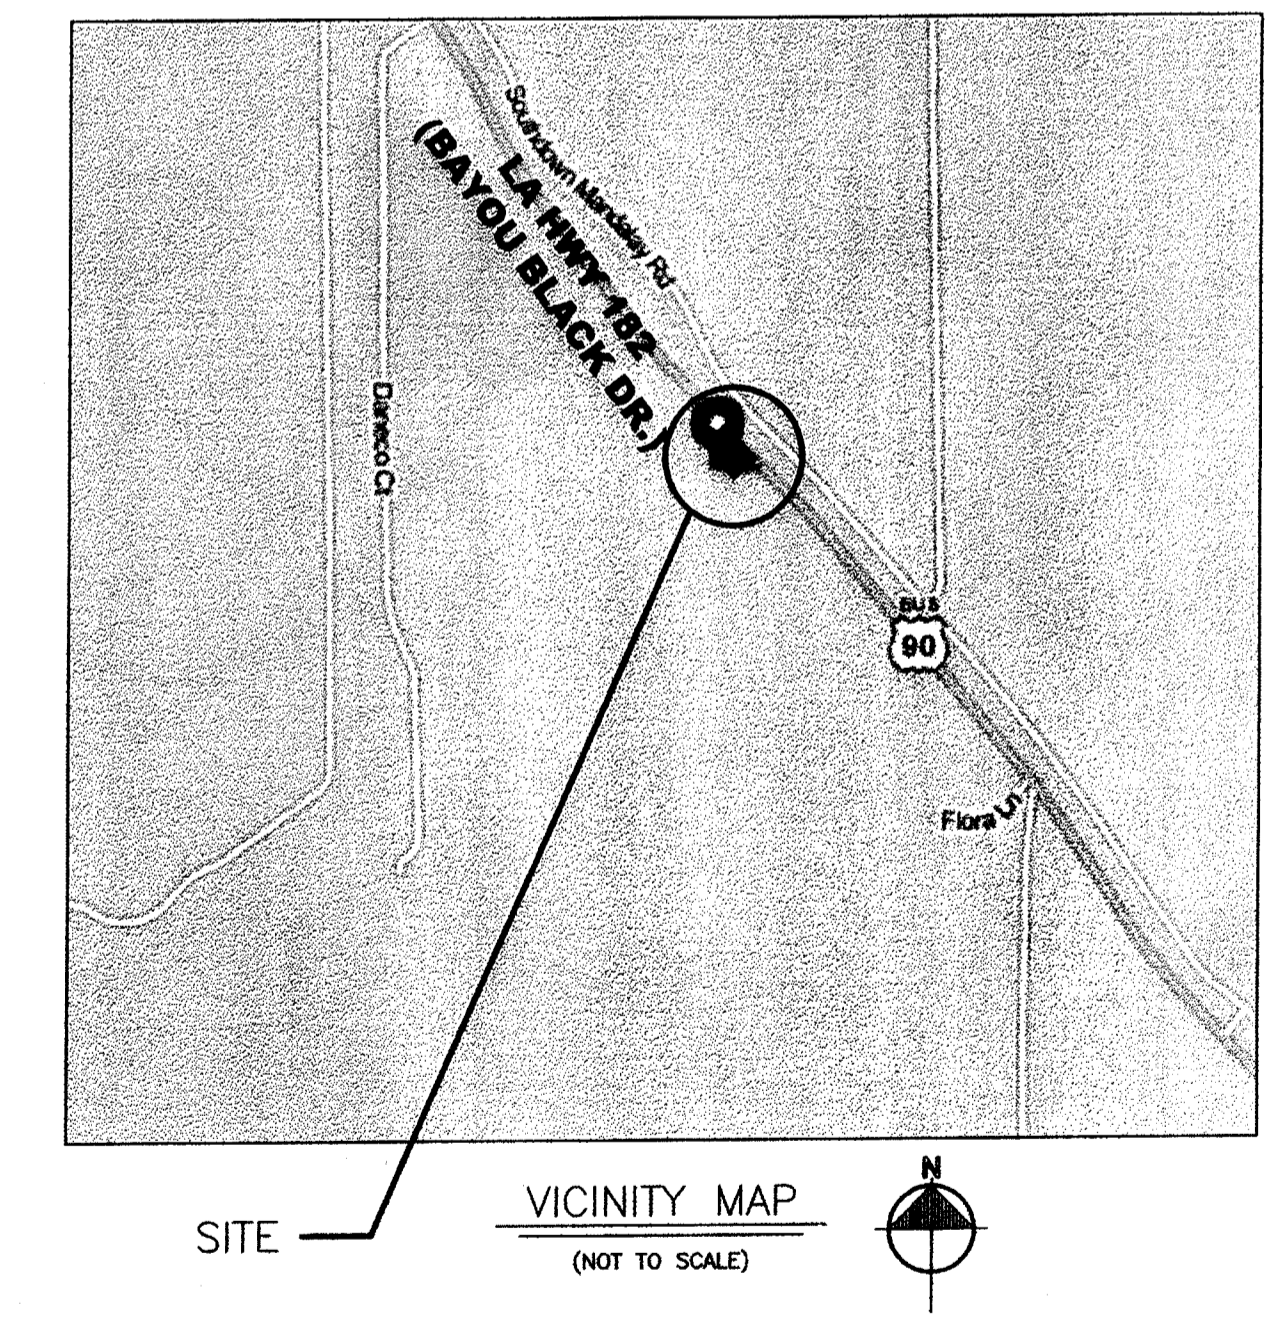 Southdown Mandalay Rd
LA HWY 182
(BAYOU BLACK DR.)
Ct
BUS
90
Flora Ln
SITE
VICINITY MAP
(NOT TO SCALE)
N